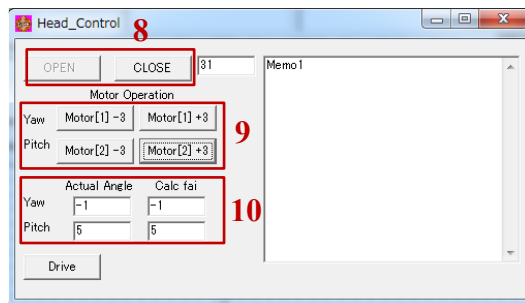 Head_Control
8
OPEN CLOSE 31 Memo1
Motor Operation
Yaw Motor[1] -3 Motor[1] +3 9
Pitch Motor[2] -3 Motor[2] +3
Actual Angle Calc fai
Yaw -1 -1 10
Pitch 5 5
Drive